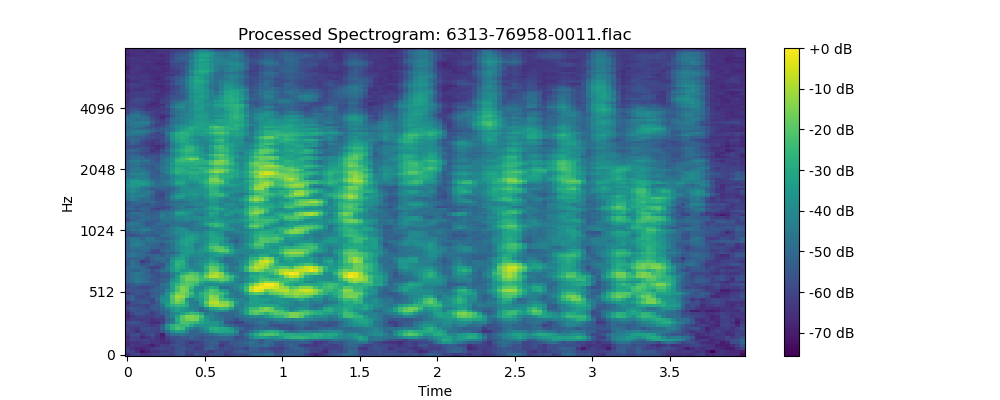 Processed Spectrogram: 6313-76958-0011.flac
+0 dB
-10 dB
-20 dB
-30 dB
-40 dB
-50 dB
-60 dB
-70 dB
Hz
4096
2048
1024
512
0
0 0.5 1 1.5 2 2.5 3 3.5
Time